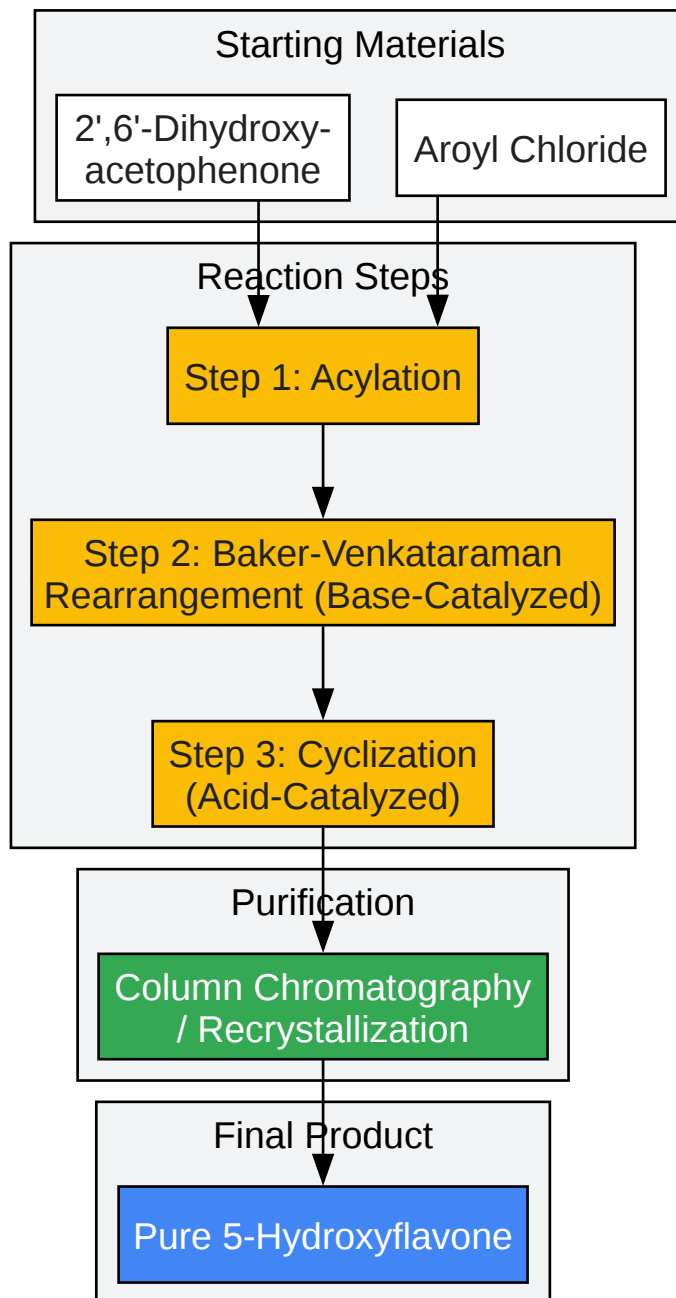 Starting Materials
2',6'-Dihydroxy-
acetophenone
Aroyl Chloride
Reaction Steps
Step 1: Acylation
Step 2: Baker-Venkataraman
Rearrangement (Base-Catalyzed)
Step 3: Cyclization
(Acid-Catalyzed)
Purification
Column Chromatography
/ Recrystallization
Final Product
Pure 5-Hydroxyflavone